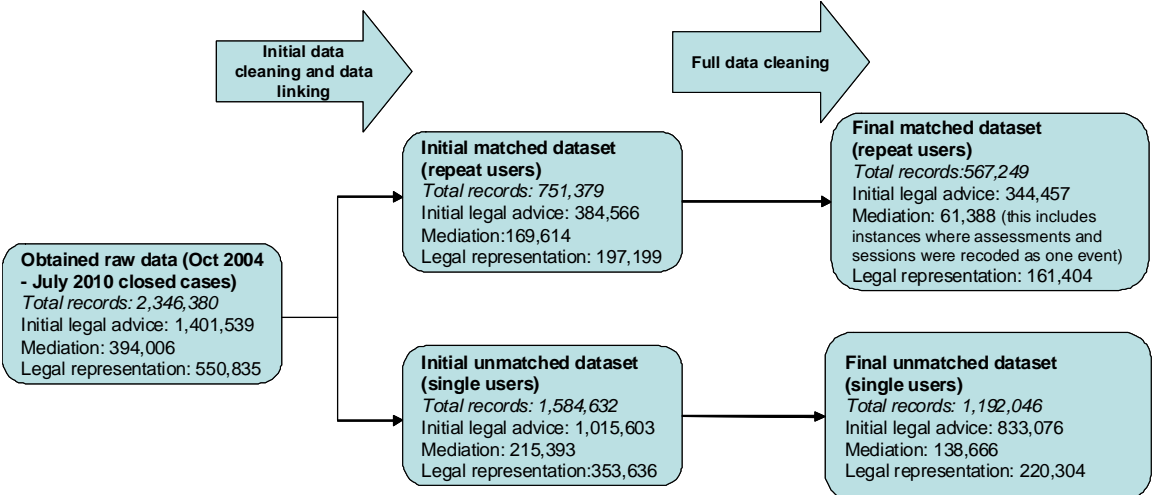 Initial data
cleaning and data
linking
Full data cleaning
Obtained raw data (Oct 2004
- July 2010 closed cases)
Total records: 2,346,380
Initial legal advice: 1,401,539
Mediation: 394,006
Legal representation: 550,835
Initial matched dataset
(repeat users)
Total records: 751,379
Initial legal advice: 384,566
Mediation:169,614
Legal representation: 197,199
Final matched dataset
(repeat users)
Total records:567,249
Initial legal advice: 344,457
Mediation: 61,388 (this includes
instances where assessments and
sessions were recoded as one event)
Legal representation: 161,404
Initial unmatched dataset
(single users)
Total records: 1,584,632
Initial legal advice: 1,015,603
Mediation: 215,393
Legal representation:353,636
Final unmatched dataset
(single users)
Total records: 1,192,046
Initial legal advice: 833,076
Mediation: 138,666
Legal representation: 220,304